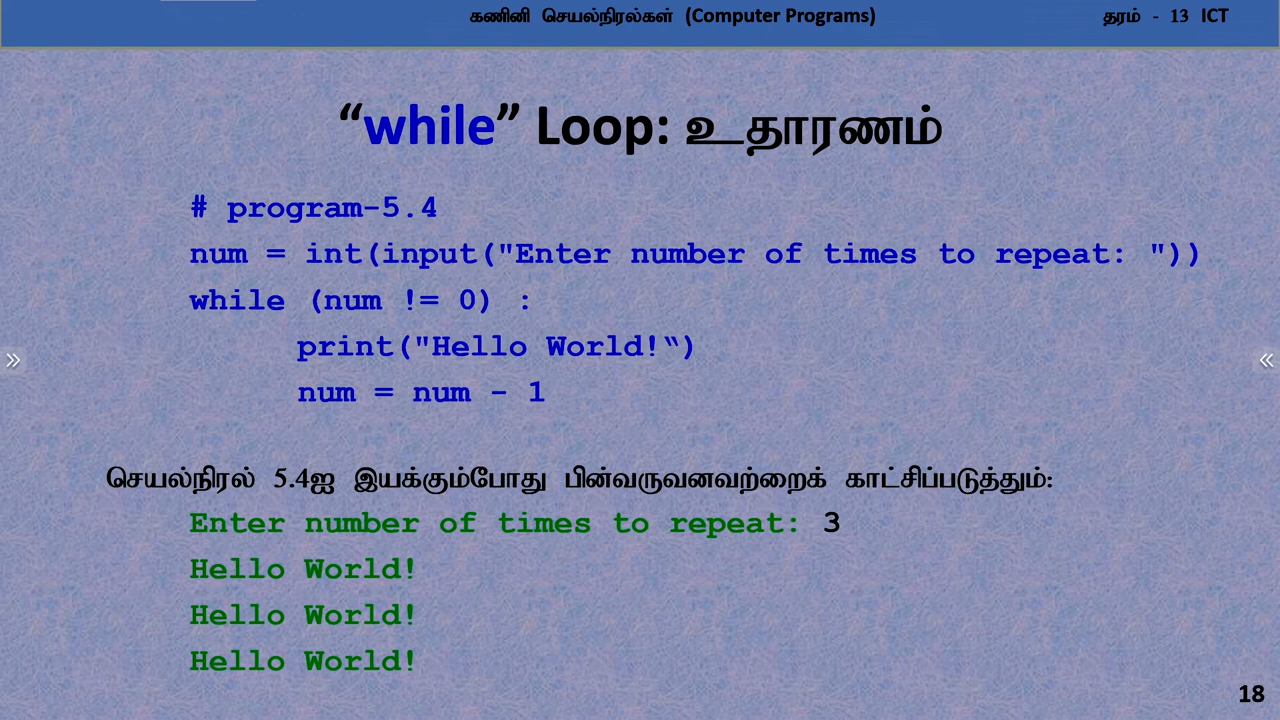 கணினி செயல்நிரல்கள் (Computer Programs) தரம் - 13 ICT
“while” Loop: உதாரணம்
# program-5.4
num = int(input("Enter number of times to repeat: "))
while (num != 0) :
print("Hello World!“)
num = num - 1
செயல்நிரல் 5.4ஐ இயக்கும்போது பின்வருவனவற்றைக் காட்சிப்படுத்தும்:
Enter number of times to repeat: 3
Hello World!
Hello World!
Hello World!
18